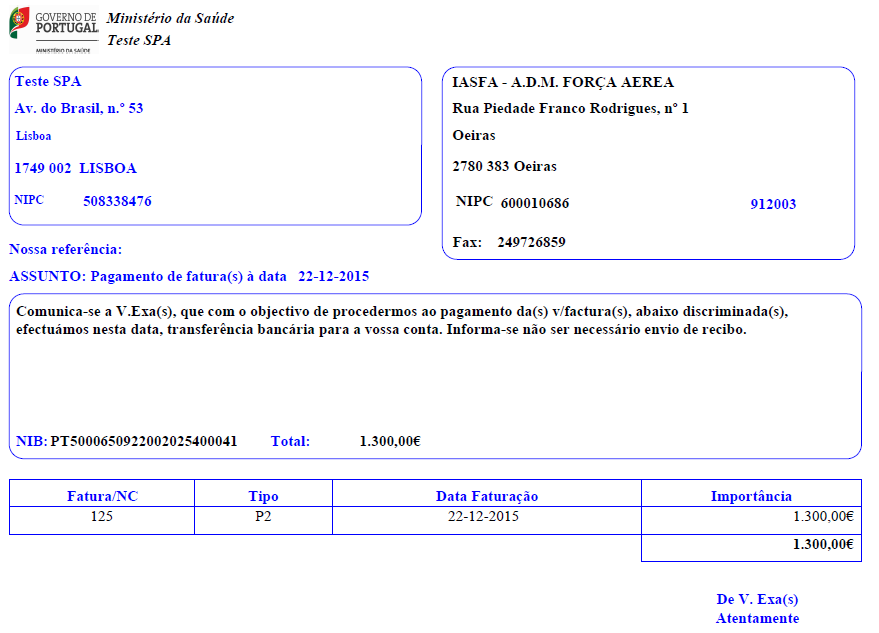 GOVERNO DE
PORTUGAL
MINISTÉRIO DA SAÚDE
Ministério da Saúde
Teste SPA
Teste SPA
Av. do Brasil, n.º 53
Lisboa
1749 002 LISBOA
NIPC 508338476
IASFA - A.D.M. FORÇA AEREA
Rua Piedade Franco Rodrigues, nº 1
Oeiras
2780 383 Oeiras
NIPC 600010686 912003
Fax: 249726859
Nossa referência:
ASSUNTO: Pagamento de fatura(s) à data 22-12-2015
Comunica-se a V.Exa(s), que com o objectivo de procedermos ao pagamento da(s) v/factura(s), abaixo discriminada(s),
efectuámos nesta data, transferência bancária para a vossa conta. Informa-se não ser necessário envio de recibo.
NIB: PT5000650922002025400041 Total: 1.300,00€
Fatura/NC Tipo Data Faturação Importância
125 P2 22-12-2015 1.300,00€
1.300,00€
De V. Exa(s)
Atentamente